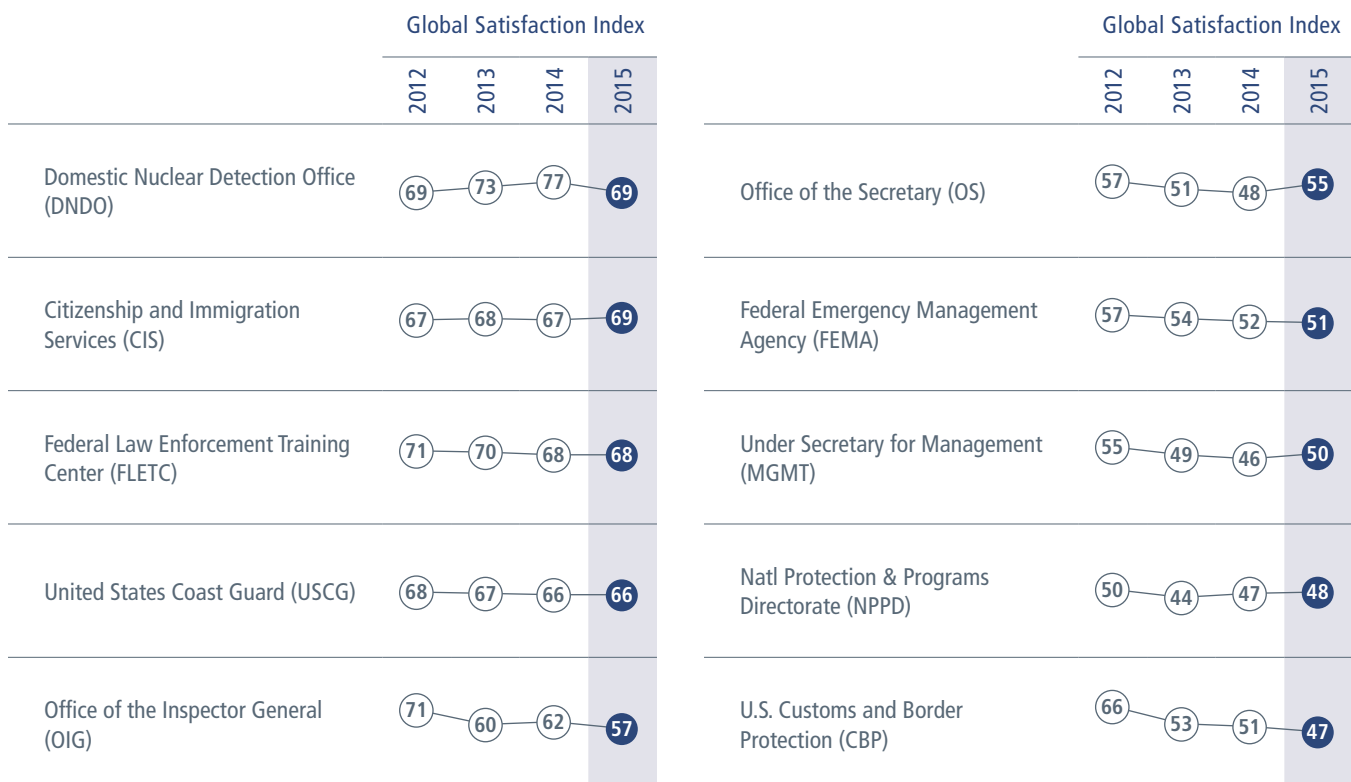 Global Satisfaction Index
2012 2013 2014 2015
Domestic Nuclear Detection Office
(DNDO)
69 73 77 69
Citizenship and Immigration
Services (CIS)
67 68 67 69
Federal Law Enforcement Training
Center (FLETC)
71 70 68 68
United States Coast Guard (USCG)
68 67 66 66
Office of the Inspector General
(OIG)
71 60 62 57
Global Satisfaction Index
2012 2013 2014 2015
Office of the Secretary (OS)
57 51 48 55
Federal Emergency Management
Agency (FEMA)
57 54 52 51
Under Secretary for Management
(MGMT)
55 49 46 50
Natl Protection & Programs
Directorate (NPPD)
50 44 47 48
U.S. Customs and Border
Protection (CBP)
66 53 51 47